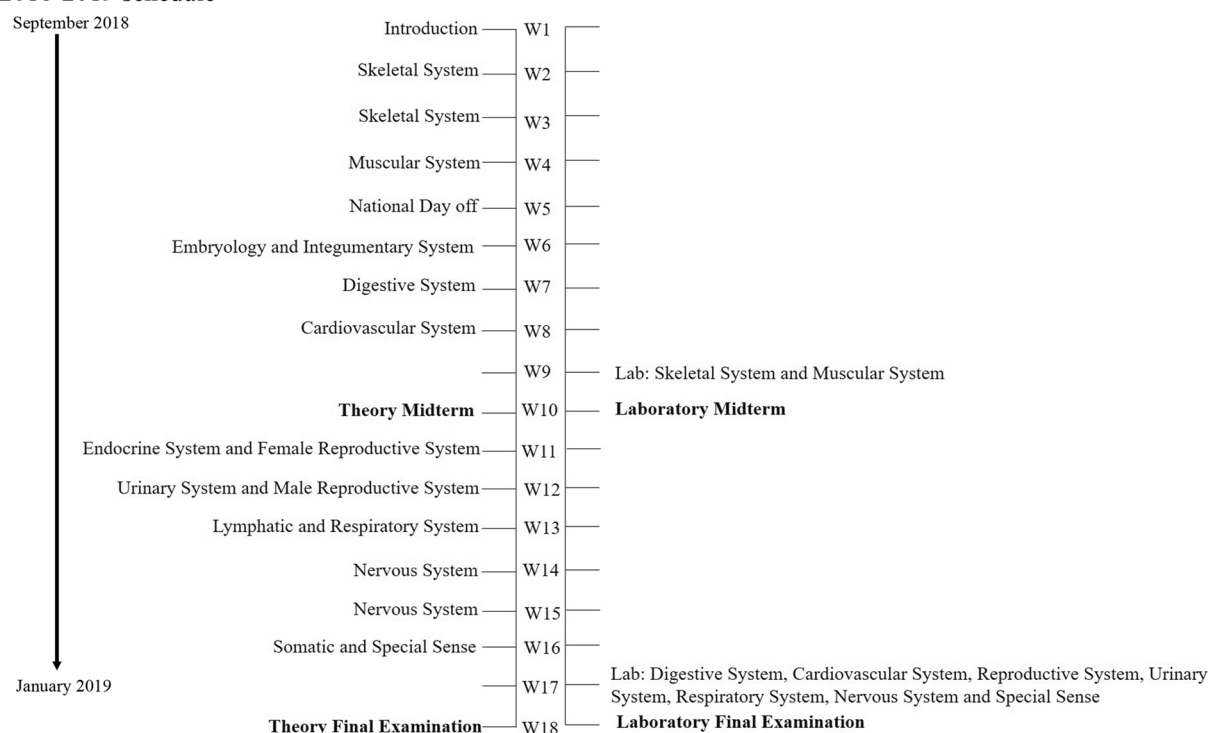 September 2018
Introduction W1
Skeletal System W2
Skeletal System W3
Muscular System W4
National Day off W5
Embryology and Integumentary System W6
Digestive System W7
Cardiovascular System W8
W9 Lab: Skeletal System and Muscular System
Theory Midterm W10 Laboratory Midterm
Endocrine System and Female Reproductive System W11
Urinary System and Male Reproductive System W12
Lymphatic and Respiratory System W13
Nervous System W14
Nervous System W15
Somatic and Special Sense W16
January 2019
W17 Lab: Digestive System, Cardiovascular System, Reproductive System, Urinary
System, Respiratory System, Nervous System and Special Sense
Theory Final Examination W18 Laboratory Final Examination